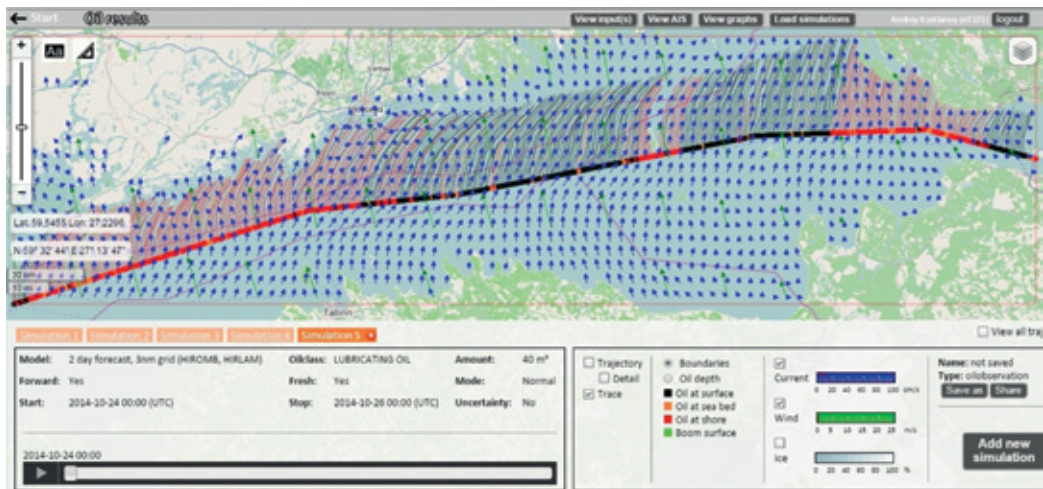 Start
Oil results
View input(s)
View AIS
View graphs
Load simulations
logout
Aa
Lat: 59,5455 Lon: 27,2296
Tallinn
Simulation 1
Simulation 2
Simulation 3
Simulation 4
Simulation 5
View all traj
Model: 2 day forecast, 3nm grid (HIROMB, HIRLAM) Oilclass: LUBRICATING OIL Amount: 40 m³
Forward: Yes Fresh: Yes Mode: Normal
Start: 2014-10-24 00:00 (UTC) Stop: 2014-10-26 00:00 (UTC) Uncertainty: No
2014-10-24 00:00
Trajectory
Detail
Trace
Boundaries
Oil depth
Oil at surface
Oil at sea bed
Oil at shore
Boom surface
Current
0 20 40 60 80 100 cm/s
Wind
0 5 10 15 20 25 m/s
Ice
0 20 40 60 80 100 %
Name: not saved
Type: oilobservation
Save as
Share
Add new
simulation